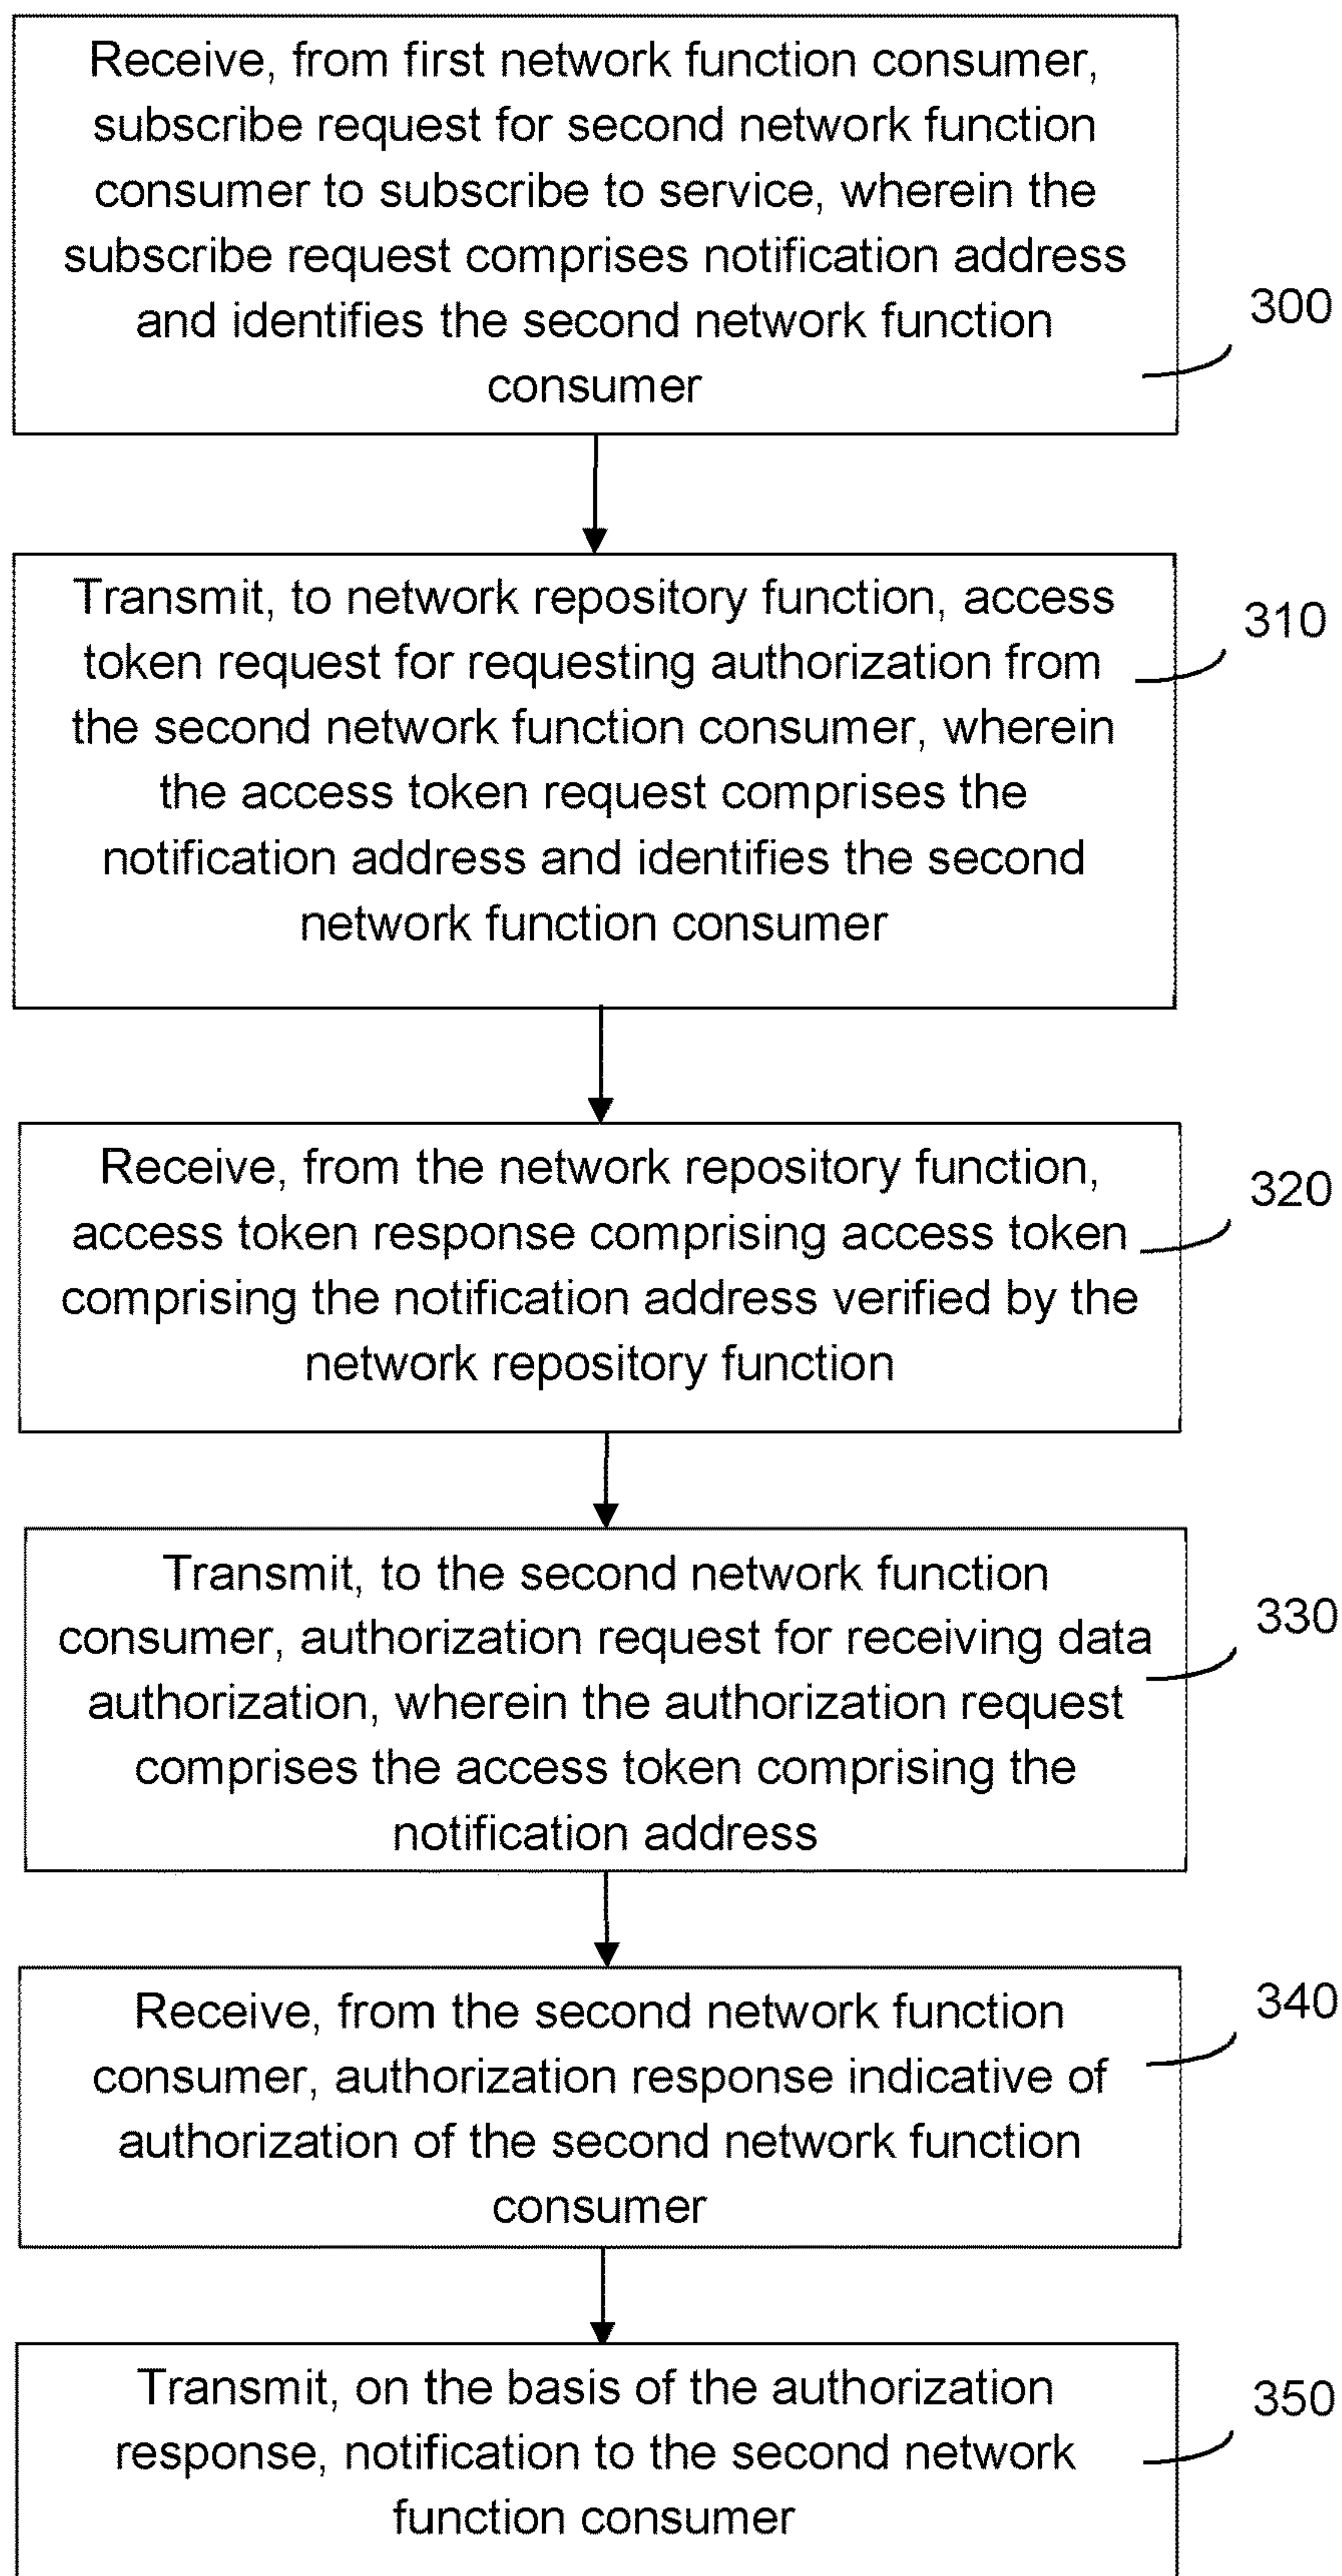 Receive, from first network function consumer,
subscribe request for second network function
consumer to subscribe to service, wherein the
subscribe request comprises notification address
and identifies the second network function
consumer
300
Transmit, to network repository function, access
token request for requesting authorization from
the second network function consumer, wherein
the access token request comprises the
notification address and identifies the second
network function consumer
310
Receive, from the network repository function,
access token response comprising access token
comprising the notification address verified by the
network repository function
320
Transmit, to the second network function
consumer, authorization request for receiving data
authorization, wherein the authorization request
comprises the access token comprising the
notification address
330
Receive, from the second network function
consumer, authorization response indicative of
authorization of the second network function
consumer
340
Transmit, on the basis of the authorization
response, notification to the second network
function consumer
350